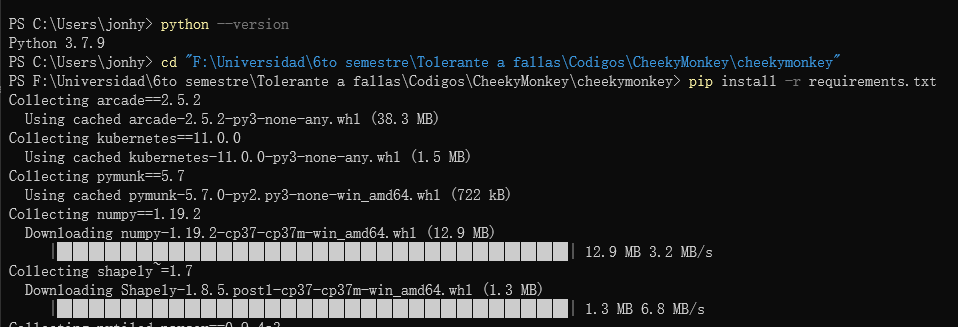 PS C:\Users\jonhy> python --version
Python 3.7.9
PS C:\Users\jonhy> cd "F:\Universidad\6to semestre\Tolerante a fallas\Codigos\CheekyMonkey\cheekymonkey"
PS F:\Universidad\6to semestre\Tolerante a fallas\Codigos\CheekyMonkey\cheekymonkey> pip install -r requirements.txt
Collecting arcade==2.5.2
  Using cached arcade-2.5.2-py3-none-any.whl (38.3 MB)
Collecting kubernetes==11.0.0
  Using cached kubernetes-11.0.0-py3-none-any.whl (1.5 MB)
Collecting pymunk==5.7
  Using cached pymunk-5.7.0-py2.py3-none-win_amd64.whl (722 kB)
Collecting numpy==1.19.2
  Downloading numpy-1.19.2-cp37-cp37m-win_amd64.whl (12.9 MB)
     |████████████████████████████████| 12.9 MB 3.2 MB/s
Collecting shapely~=1.7
  Downloading Shapely-1.8.5.post1-cp37-cp37m-win_amd64.whl (1.3 MB)
     |████████████████████████████████| 1.3 MB 6.8 MB/s
Collecting